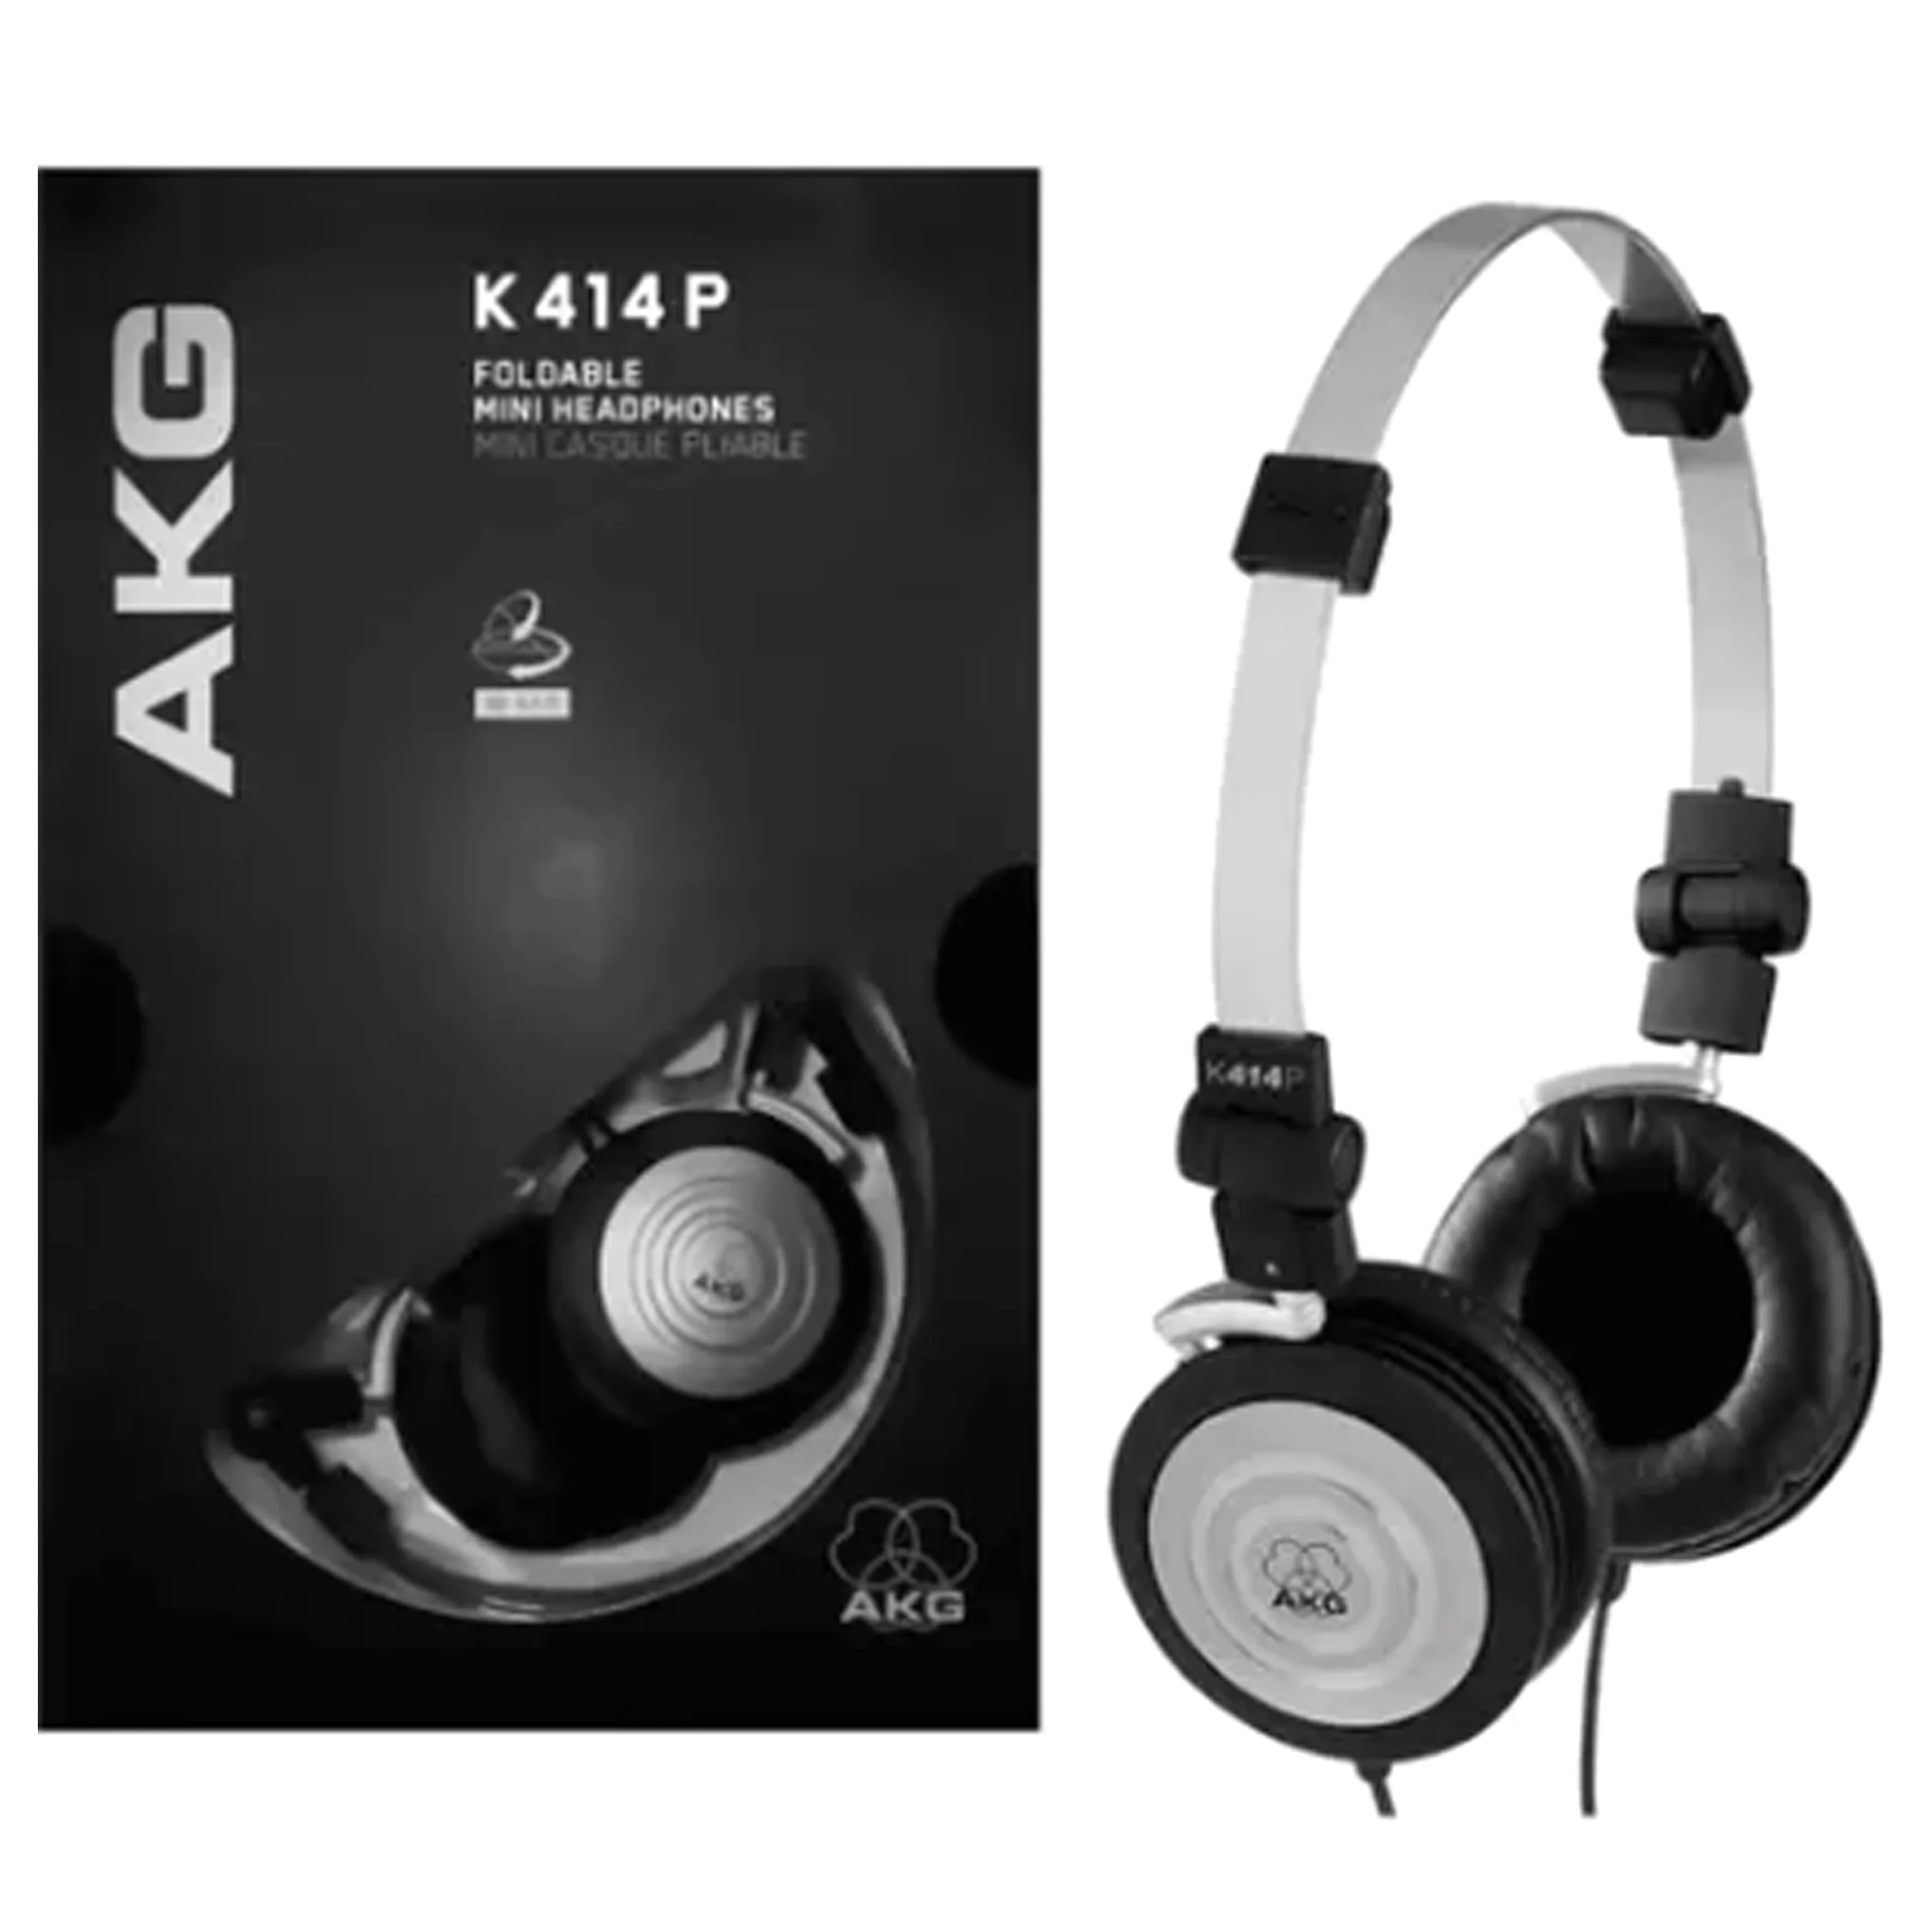 AKG
K 414 P
FOLDABLE
MINI HEADPHONES
MINI CASQUE PLIABLE
AKG
AKG
K414P
AKG